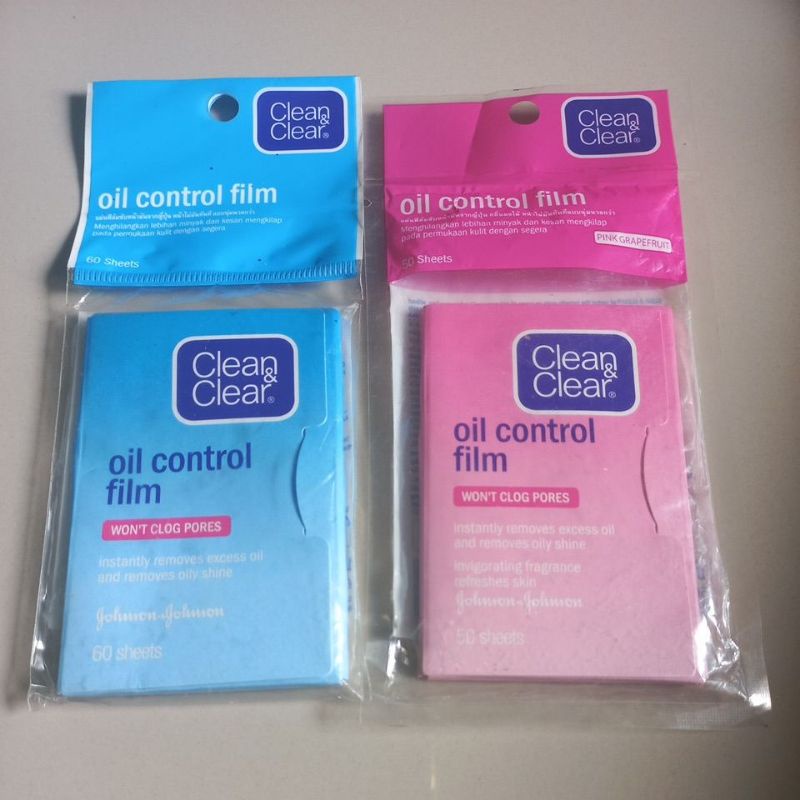 Clean
&
Clear®
oil control film
Menghilangkan lebihan minyak dan kesan mengkilap
pada permukaan kulit dengan segera
60 Sheets
Clean
&
Clear®
oil control
film
WON'T CLOG PORES
instantly removes excess oil
and removes oily shine
Johnson & Johnson
60 sheets
Clean
&
Clear®
oil control film
Menghilangkan lebihan minyak dan kesan mengkilap
pada permukaan kulit dengan segera
PINK GRAPEFRUIT
Sheets
Clean
&
Clear®
oil control
film
WON'T CLOG PORES
instantly removes excess oil
and removes oily shine
invigorating fragrance
refreshes skin
Johnson & Johnson
sheets